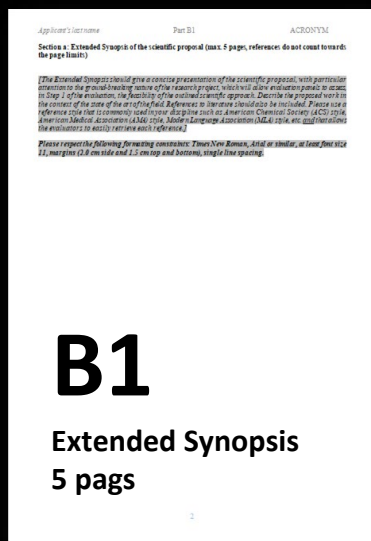 Applicant's last name Part B1 ACRONYM
Section a: Extended Synopsis of the scientific proposal (max. 5 pages, references do not count towards
the page limits)
[The Extended Synopsis should give a concise presentation of the scientific proposal, with particular
attention to the ground-breaking nature of the research project, which will allow evaluation panels to assess,
in Step 1 of the evaluation, the feasibility of the outlined scientific approach. Describe the proposed work in
the context of the state of the art of the field. References to literature should also be included. Please use a
reference style that is commonly used in your discipline such as American Chemical Society (ACS) style,
American Medical Association (AMA) style, Modern Language Association (MLA) style, etc. and that allows
the evaluators to easily retrieve each reference.]
Please respect the following formatting constraints: Times New Roman, Arial or similar, at least font size
11, margins (2.0 cm side and 1.5 cm top and bottom), single line spacing.
B1
Extended Synopsis
5 pags
2